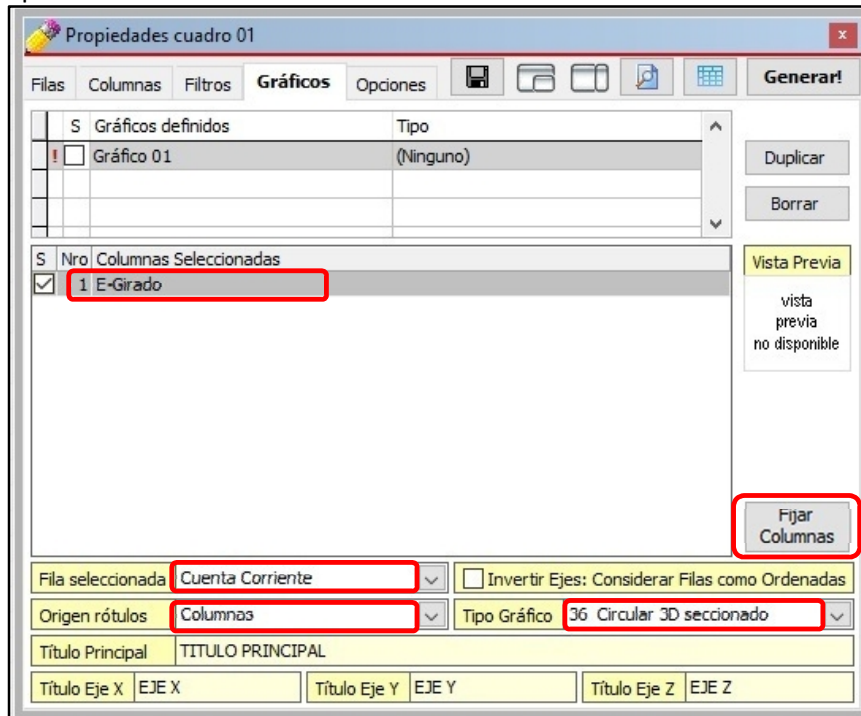 Propiedades cuadro 01
x
Filas Columnas Filtros Gráficos Opciones Generar!
S Gráficos definidos Tipo
! Gráfico 01 (Ninguno)
Duplicar
Borrar
S Nro Columnas Seleccionadas
1 E-Girado
Vista Previa
vista
previa
no disponible
Fijar
Columnas
Fila seleccionada Cuenta Corriente Invertir Ejes: Considerar Filas como Ordenadas
Origen rótulos Columnas Tipo Gráfico 36 Circular 3D seccionado
Título Principal TITULO PRINCIPAL
Título Eje X EJE X Título Eje Y EJE Y Título Eje Z EJE Z